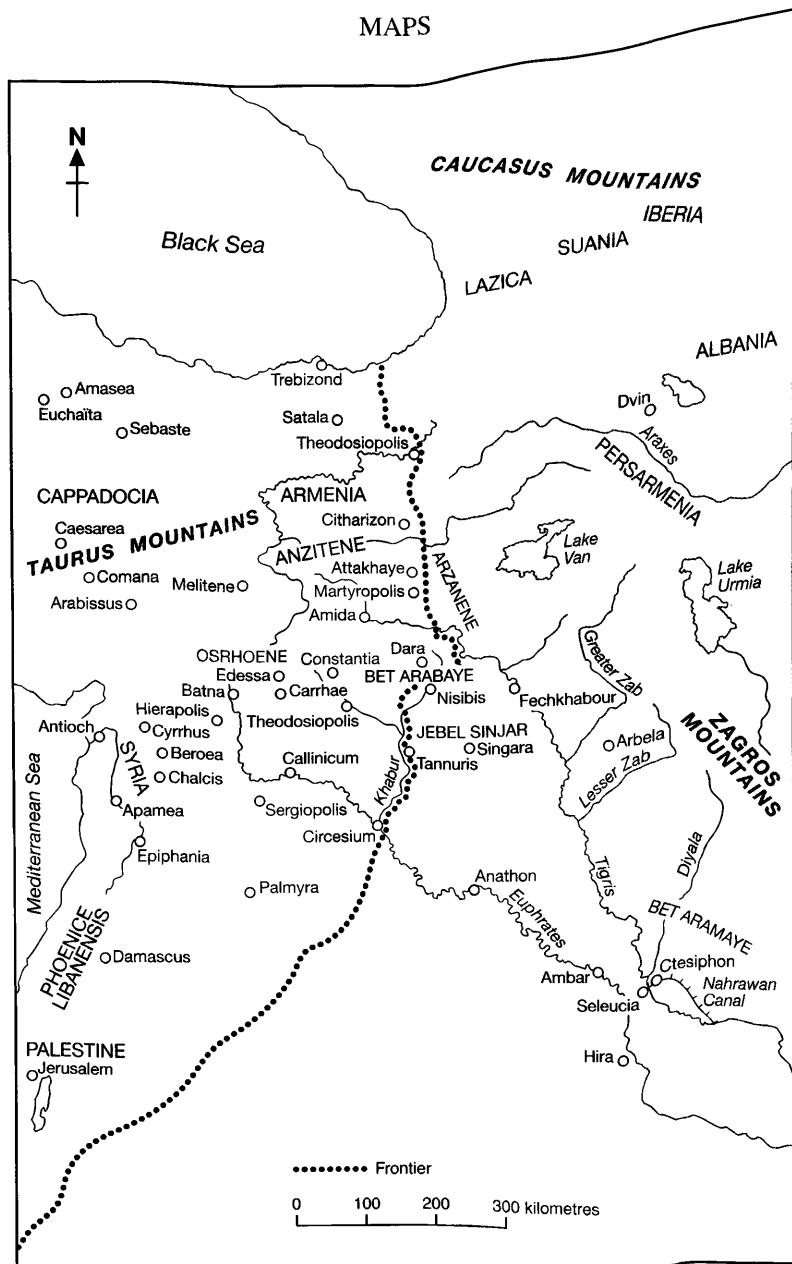 MAPS
N
CAUCASUS MOUNTAINS
IBERIA
SUANIA
Black Sea
LAZICA
ALBANIA
Trebizond
Amasea
Euchaïta
Dvin
Satala
Sebaste
Araxes
Theodosiopolis
PERSARMENIA
CAPPADOCIA
ARMENIA
Citharizon
Caesarea
TAURUS MOUNTAINS
ANZITENE
Lake
Van
Lake
Urmia
Attakhaye
ARZANENE
Comana
Melitene
Martyropolis
Arabissus
Amida
Greater Zab
Dara
OSRHOENE
Constantia
Edessa
BET ARABAYE
Batna
Carrhae
Nisibis
Fechkhabour
Hierapolis
Theodosiopolis
ZAGROS
MOUNTAINS
Antioch
Cyrrhus
JEBEL SINJAR
Singara
Arbela
SYRIA
Beroea
Tannuris
Callinicum
Chalcis
Khabur
Lesser Zab
Mediterranean Sea
Apamea
Sergiopolis
Circesium
Epiphania
Diyala
Tigris
Palmyra
Anathon
Euphrates
BET ARAMAYE
PHOENICE
LIBANENSIS
Damascus
Ctesiphon
Ambar
Nahrawan
Canal
Seleucia
PALESTINE
Hira
Jerusalem
Frontier
0 100 200 300 kilometres